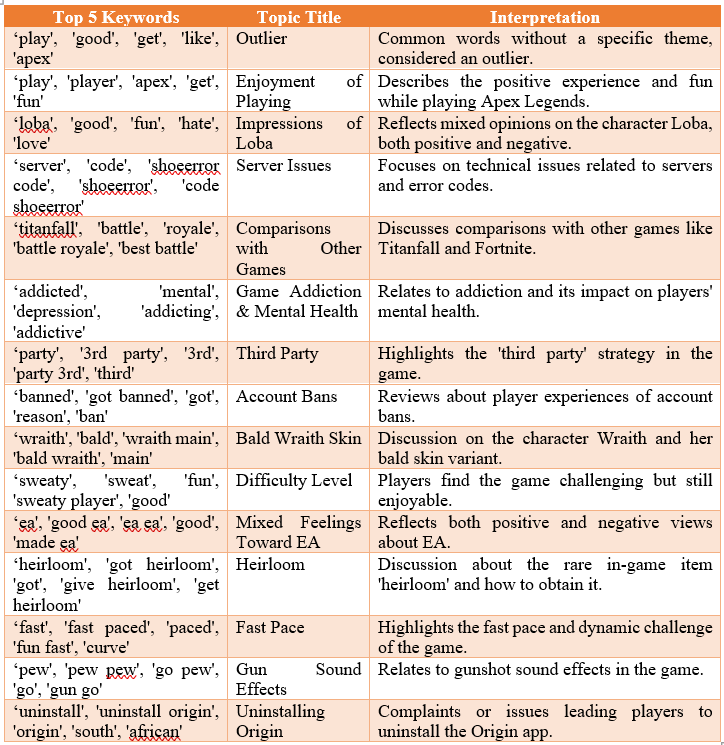 Top 5 Keywords Topic Title Interpretation
‘play', 'good', 'get', 'like', Outlier Common words without a specific theme,
'apex' considered an outlier.
‘play', 'player', 'apex', 'get', Enjoyment of Describes the positive experience and fun
'fun' Playing while playing Apex Legends.
‘loba', 'good', 'fun', 'hate', Impressions of Reflects mixed opinions on the character Loba,
'love' Loba both positive and negative.
‘server', 'code', 'shoeerror Server Issues Focuses on technical issues related to servers
code', 'shoeerror', 'code and error codes.
shoeerror'
‘titanfall', 'battle', 'royale', Comparisons Discusses comparisons with other games like
'battle royale', 'best battle' with Other Titanfall and Fortnite.
Games
‘addicted', 'mental', Game Addiction Relates to addiction and its impact on players'
'depression', 'addicting', & Mental Health mental health.
'addictive'
‘party', '3rd party', '3rd', Third Party Highlights the 'third party' strategy in the
'party 3rd', 'third' game.
‘banned', 'got banned', 'got', Account Bans Reviews about player experiences of account
'reason', 'ban' bans.
‘wraith', 'bald', 'wraith main', Bald Wraith Skin Discussion on the character Wraith and her
'bald wraith', 'main' bald skin variant.
‘sweaty', 'sweat', 'fun', Difficulty Level Players find the game challenging but still
'sweaty player', 'good' enjoyable.
‘ea', 'good ea', 'ea ea', 'good', Mixed Feelings Reflects both positive and negative views
'made ea' Toward EA about EA.
‘heirloom', 'got heirloom', Heirloom Discussion about the rare in-game item
'got', 'give heirloom', 'get 'heirloom' and how to obtain it.
heirloom'
‘fast', 'fast paced', 'paced', Fast Pace Highlights the fast pace and dynamic challenge
'fun fast', 'curve' of the game.
‘pew', 'pew pew', 'go pew', Gun Sound Relates to gunshot sound effects in the game.
'go', 'gun go' Effects
‘uninstall', 'uninstall origin', Uninstalling Complaints or issues leading players to
'origin', 'south', 'african' Origin uninstall the Origin app.